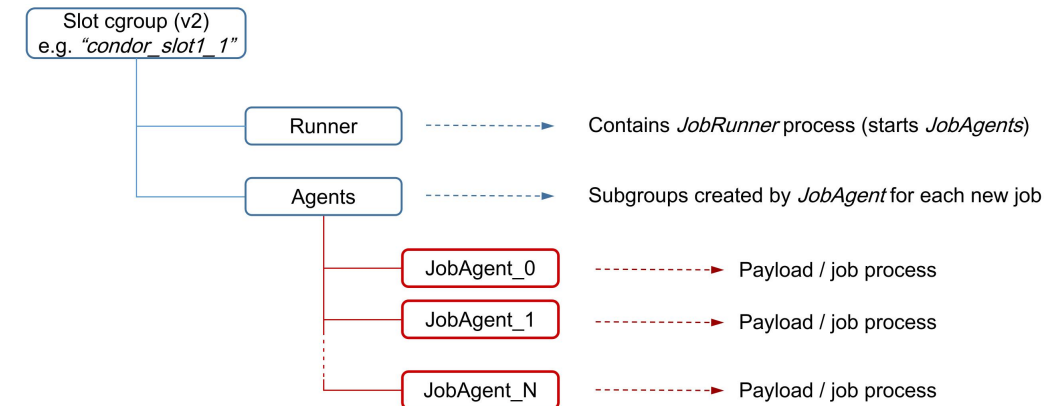 Slot cgroup (v2)
e.g. “condor_slot1_1”
Runner
Contains JobRunner process (starts JobAgents)
Agents
Subgroups created by JobAgent for each new job
JobAgent_0
Payload / job process
JobAgent_1
Payload / job process
JobAgent_N
Payload / job process